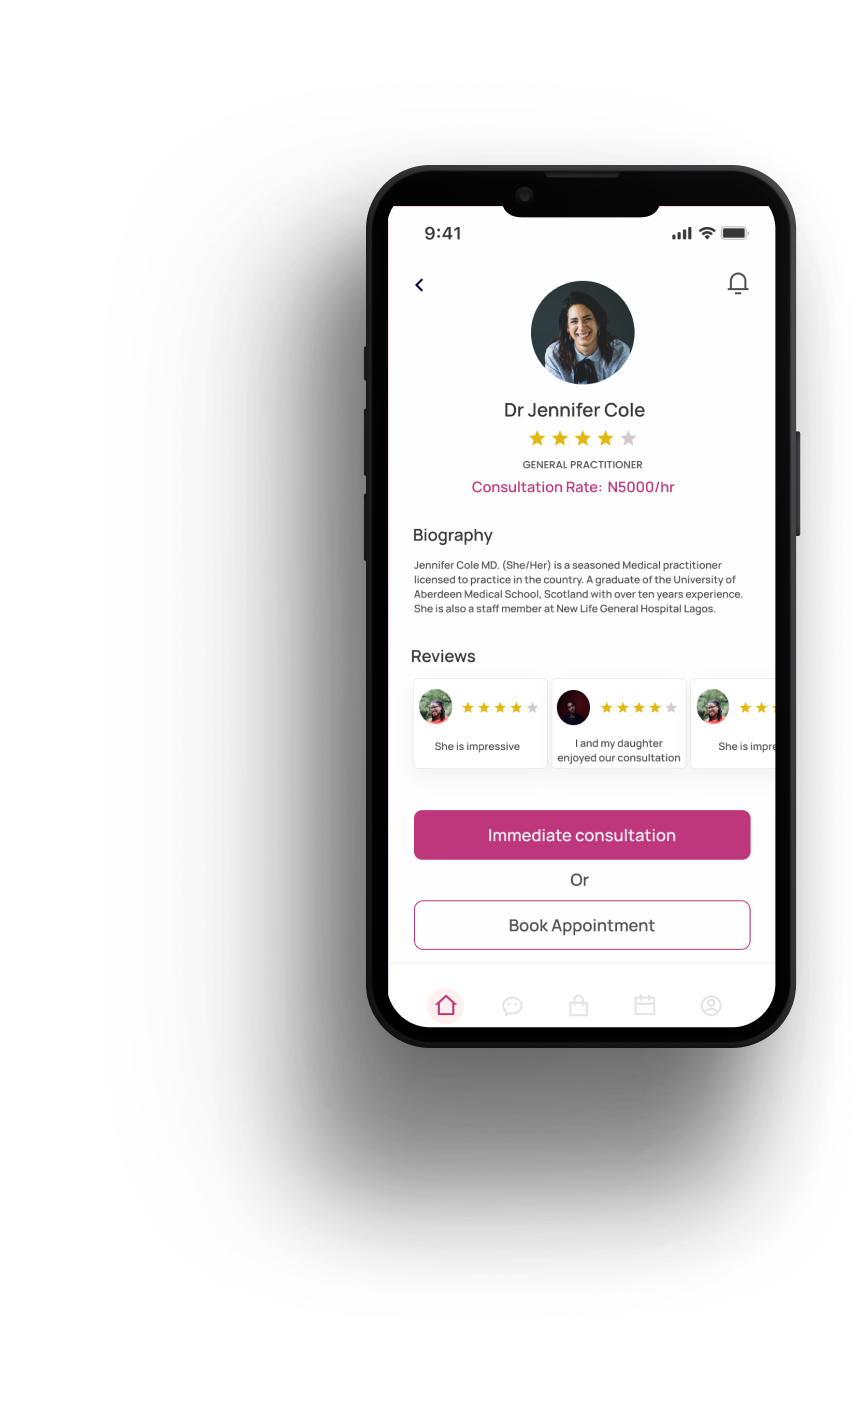 9:41
Dr Jennifer Cole
GENERAL PRACTITIONER
Consultation Rate: N5000/hr
Biography
Jennifer Cole MD. (She/Her) is a seasoned Medical practitioner
licensed to practice in the country. A graduate of the University of
Aberdeen Medical School, Scotland with over ten years experience.
She is also a staff member at New Life General Hospital Lagos.
Reviews
She is impressive
I and my daughter
enjoyed our consultation
She is impre
Immediate consultation
Or
Book Appointment